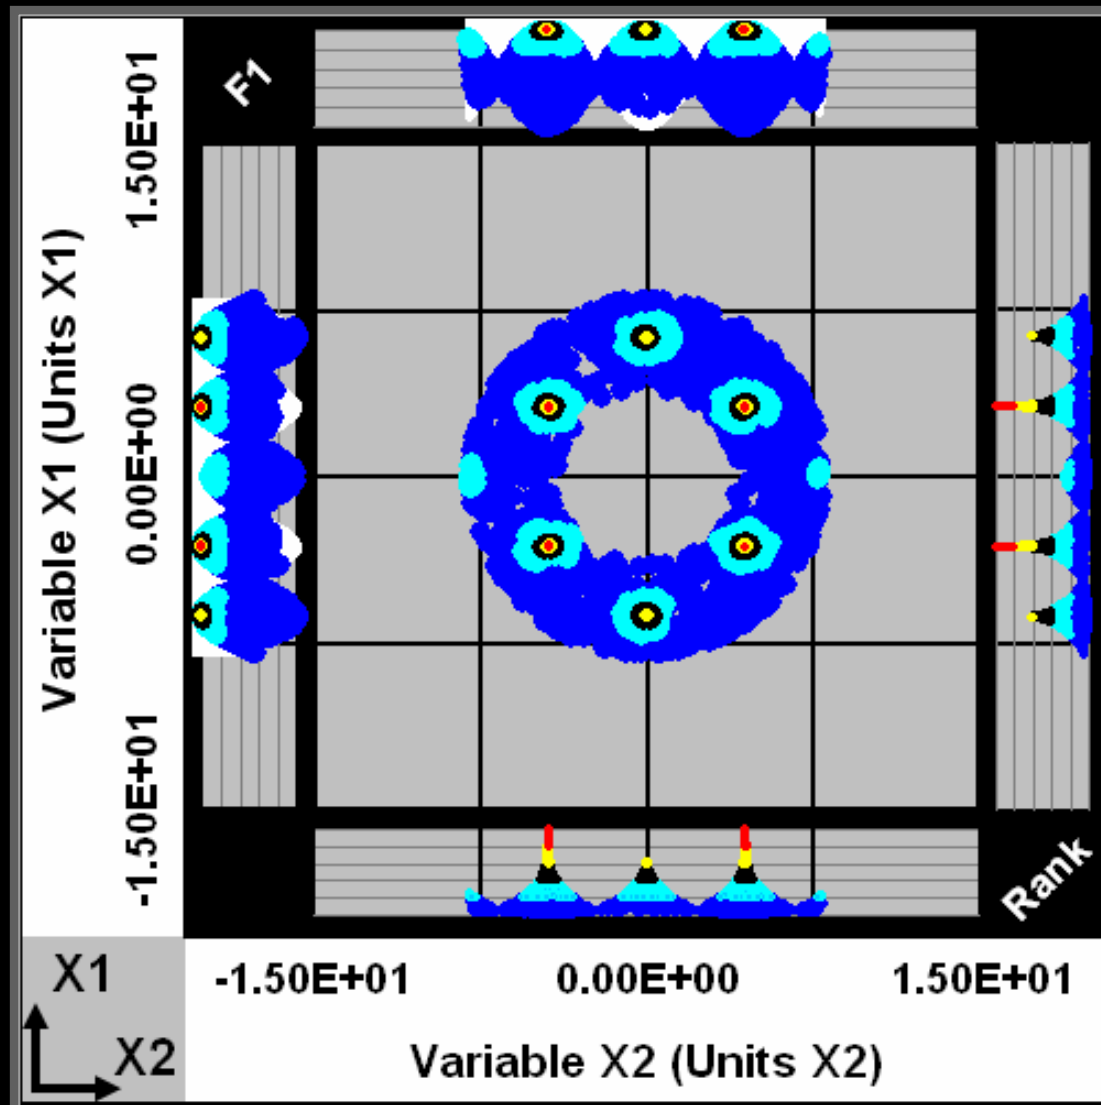 F1
Variable X1 (Units X1)
1.50E+01
0.00E+00
-1.50E+01
Rank
X1
X2
-1.50E+01 0.00E+00 1.50E+01
Variable X2 (Units X2)